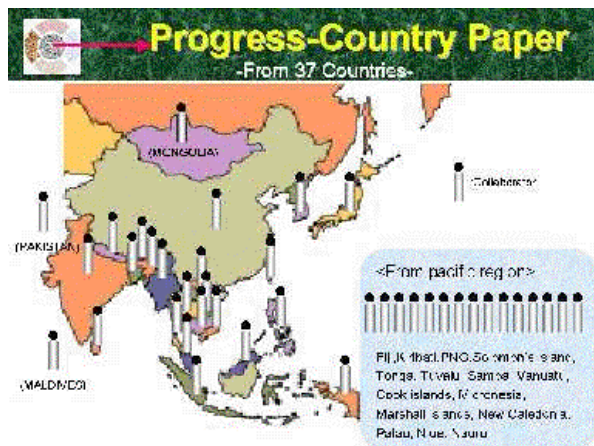 Progress-Country Paper
-From 37 Countries-
(MONGOLIA)
(PAKISTAN)
(MALDIVES)
<From pacific region>
Fiji, Kiribati, PNG, Solomon's Island,
Tonga, Tuvalu, Samoa, Vanuatu,
Cook islands, Micronesia,
Marshall islands, New Caledonia,
Palau, Niue, Nauru